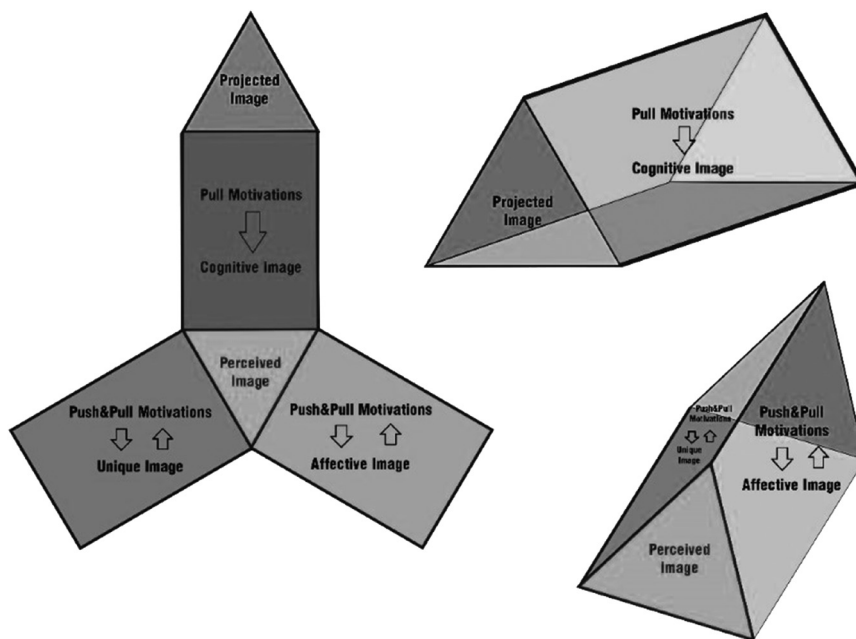 Projected
Image
Pull Motivations
Cognitive Image
Perceived
Image
Push&Pull Motivations
Unique Image
Push&Pull Motivations
Affective Image
Pull Motivations
Cognitive Image
Projected
Image
Push&Pull
Motivations
Unique
Image
Push&Pull
Motivations
Affective Image
Perceived
Image